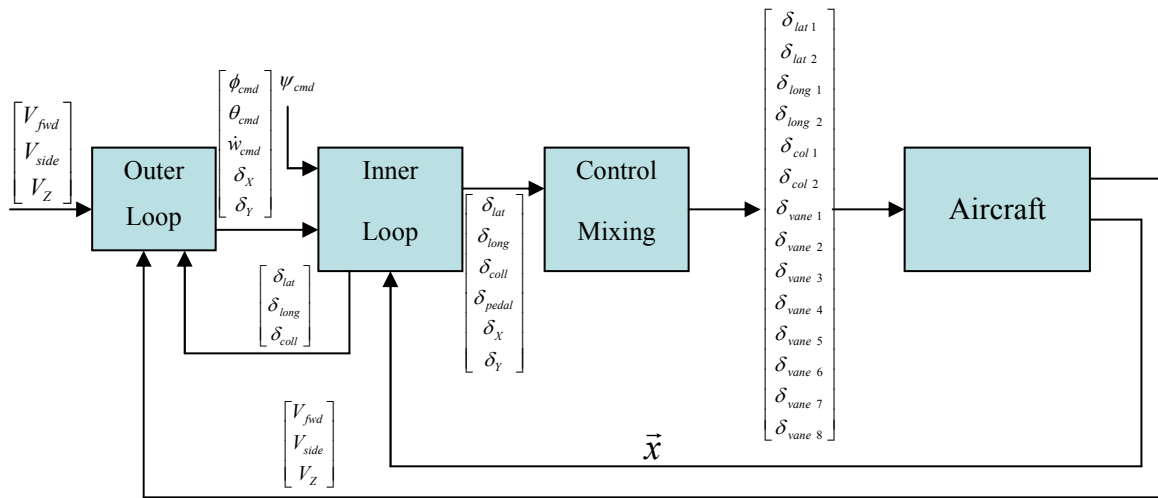 V_fwd
V_side
V_Z
Outer
Loop
ϕ_cmd
θ_cmd
ẇ_cmd
δ_X
δ_Y
ψ_cmd
Inner
Loop
δ_lat
δ_long
δ_coll
δ_lat
δ_long
δ_coll
δ_pedal
δ_X
δ_Y
Control
Mixing
δ_lat 1
δ_lat 2
δ_long 1
δ_long 2
δ_col 1
δ_col 2
δ_vane 1
δ_vane 2
δ_vane 3
δ_vane 4
δ_vane 5
δ_vane 6
δ_vane 7
δ_vane 8
Aircraft
x⃗
V_fwd
V_side
V_Z